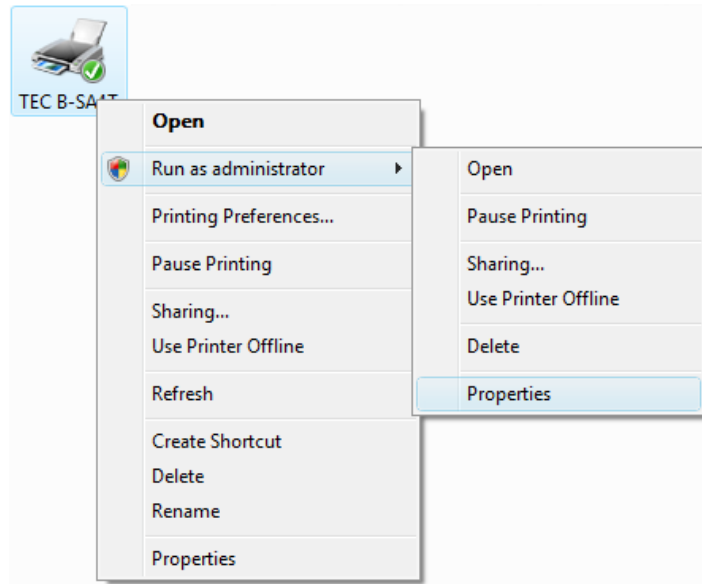 TEC B-SA4T
Open
Run as administrator
Printing Preferences...
Pause Printing
Sharing...
Use Printer Offline
Refresh
Create Shortcut
Delete
Rename
Properties
Open
Pause Printing
Sharing...
Use Printer Offline
Delete
Properties